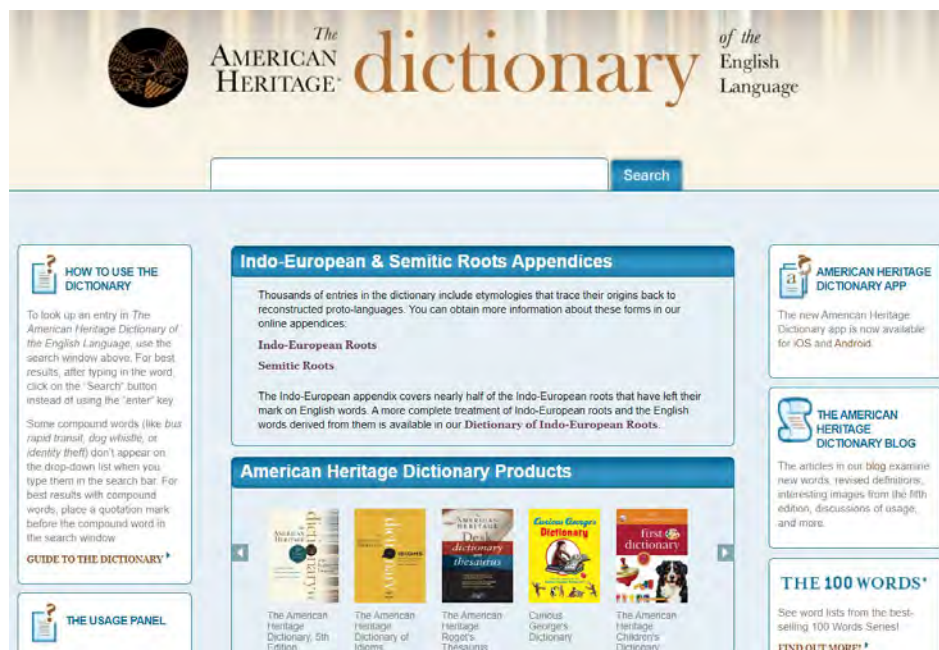 The
AMERICAN
HERITAGE
dictionary
of the
English
Language
Search
HOW TO USE THE
DICTIONARY
To look up an entry in The
American Heritage Dictionary of
the English Language, use the
search window above. For best
results, after typing in the word,
click on the "Search" button
instead of using the "enter" key
Some compound words (like bus
rapid transit, dog whistle, or
identity theft) don't appear on
the drop-down list when you
type them in the search bar. For
best results with compound
words, place a quotation mark
before the compound word in
the search window
GUIDE TO THE DICTIONARY
THE USAGE PANEL
Indo-European & Semitic Roots Appendices
Thousands of entries in the dictionary include etymologies that trace their origins back to
reconstructed proto-languages. You can obtain more information about these forms in our
online appendices:
Indo-European Roots
Semitic Roots
The Indo-European appendix covers nearly half of the Indo-European roots that have left their
mark on English words. A more complete treatment of Indo-European roots and the English
words derived from them is available in our Dictionary of Indo-European Roots.
American Heritage Dictionary Products
dictionary
IDIOMS
AMERICAN
HERITAGE
Desk
dictionary
thesaurus
Curious George's
Dictionary
first
dictionary
The American
Heritage
Dictionary, 5th
Edition
The American
Heritage
Dictionary of
Idioms
The American
Heritage
Roget's
Thesaurus
Curious
George's
Dictionary
The American
Heritage
Children's
Dictionary
a
AMERICAN HERITAGE
DICTIONARY APP
The new American Heritage
Dictionary app is now available
for iOS and Android.
THE AMERICAN
HERITAGE
DICTIONARY BLOG
The articles in our blog examine
new words, revised definitions,
interesting images from the fifth
edition, discussions of usage,
and more.
THE 100 WORDS*
See word lists from the best-
selling 100 Words Series!
FIND OUT MORE!